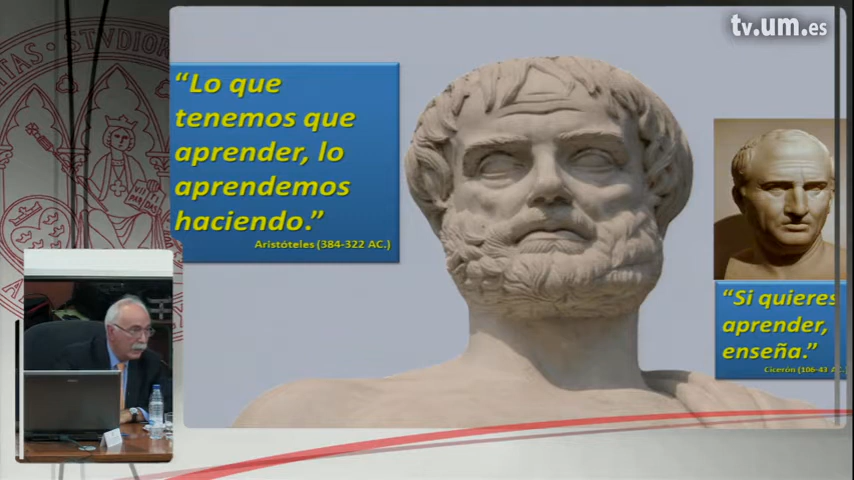 tv.um.es
“Lo que
tenemos que
aprender, lo
aprendemos
haciendo.”
Aristóteles (384-322 AC.)
“Si quieres
aprender,
enseña.”
Cicerón (106-43 AC.)